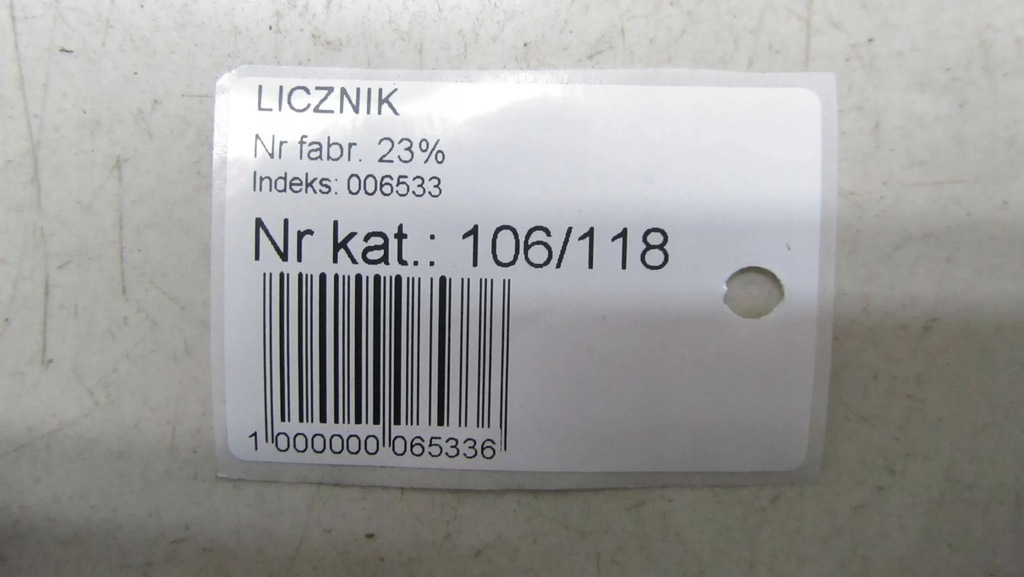 LICZNIK
Nr fabr. 23%
Indeks: 006533
Nr kat.: 106/118
1 000000 065336